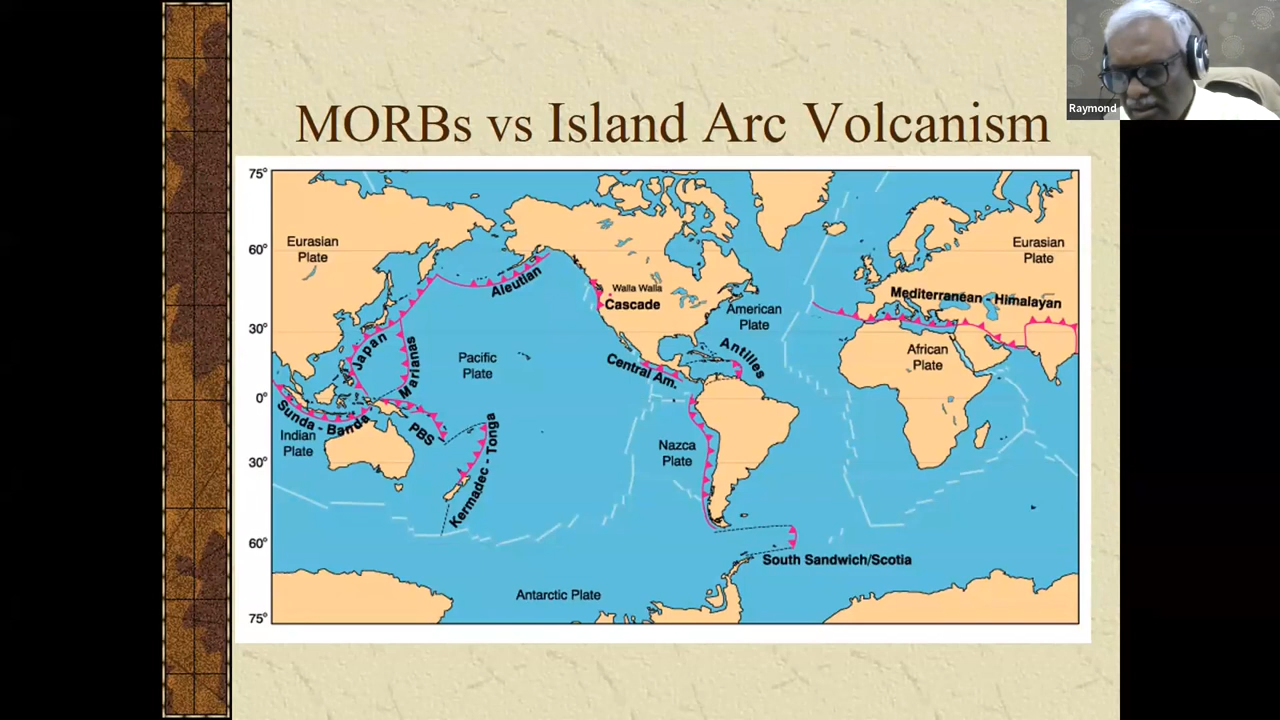 Raymond
MORBs vs Island Arc Volcanism
75°
60°
30°
0°
30°
60°
75°
Eurasian
Plate
Aleutian
Walla Walla
Cascade
American
Plate
Eurasian
Plate
Mediterranean - Himalayan
Japan
Marianas
Pacific
Plate
Central Am.
Antilles
African
Plate
Sunda - Banda
Indian
Plate
PBS
Kermadec - Tonga
Nazca
Plate
South Sandwich/Scotia
Antarctic Plate